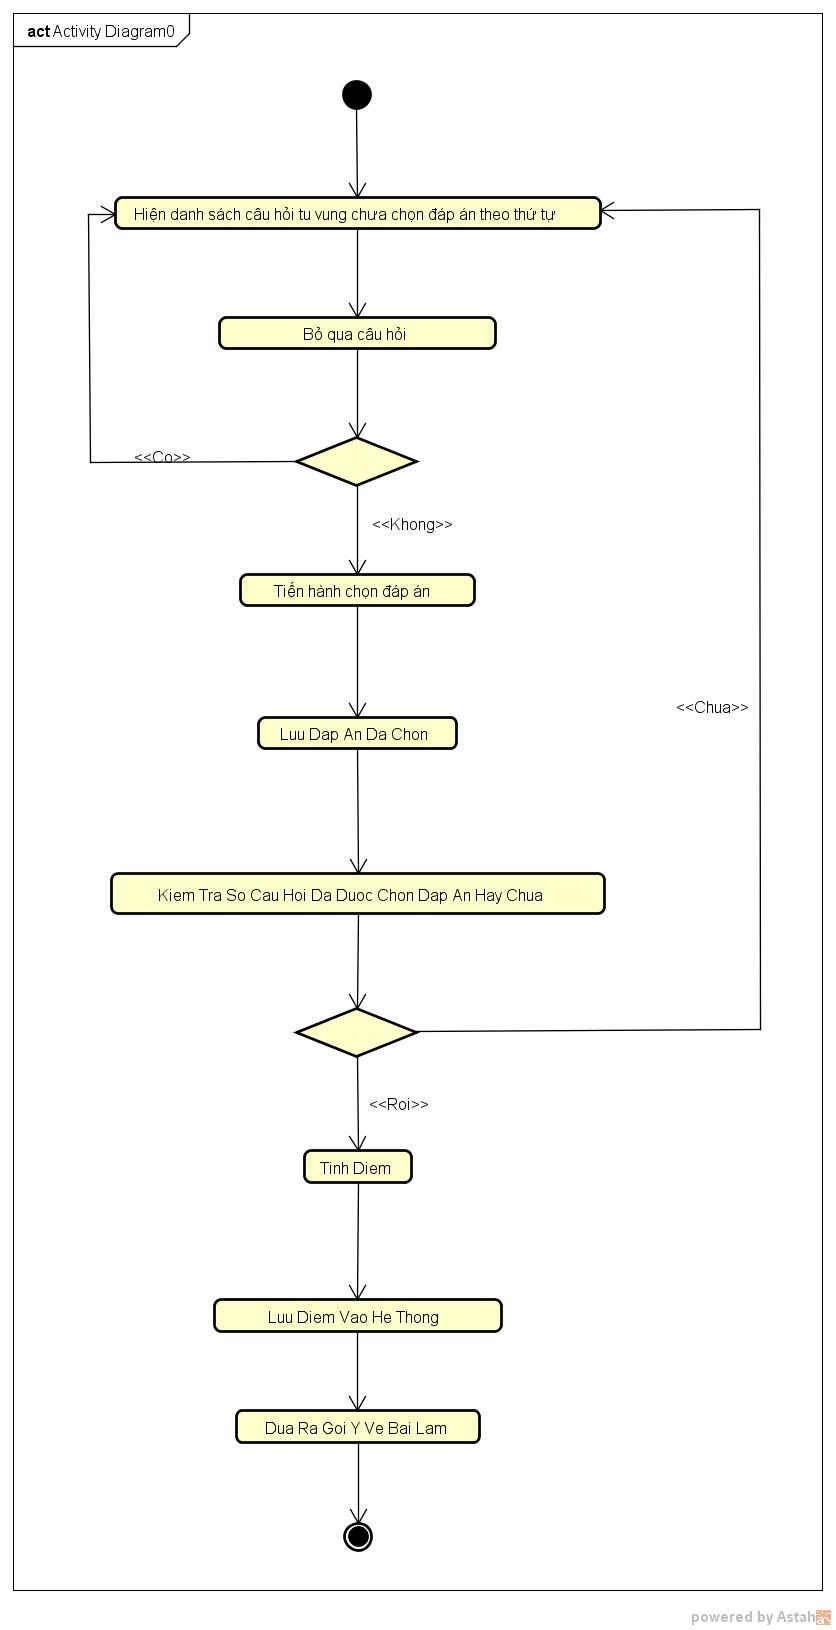 act Activity Diagram0
Hiện danh sách câu hỏi tu vung chưa chọn đáp án theo thứ tự
Bỏ qua câu hỏi
<<Co>>
<<Khong>>
Tiến hành chọn đáp án
<<Chua>>
Luu Dap An Da Chon
Kiem Tra So Cau Hoi Da Duoc Chon Dap An Hay Chua
<<Roi>>
Tinh Diem
Luu Diem Vao He Thong
Dua Ra Goi Y Ve Bai Lam
powered by Astah